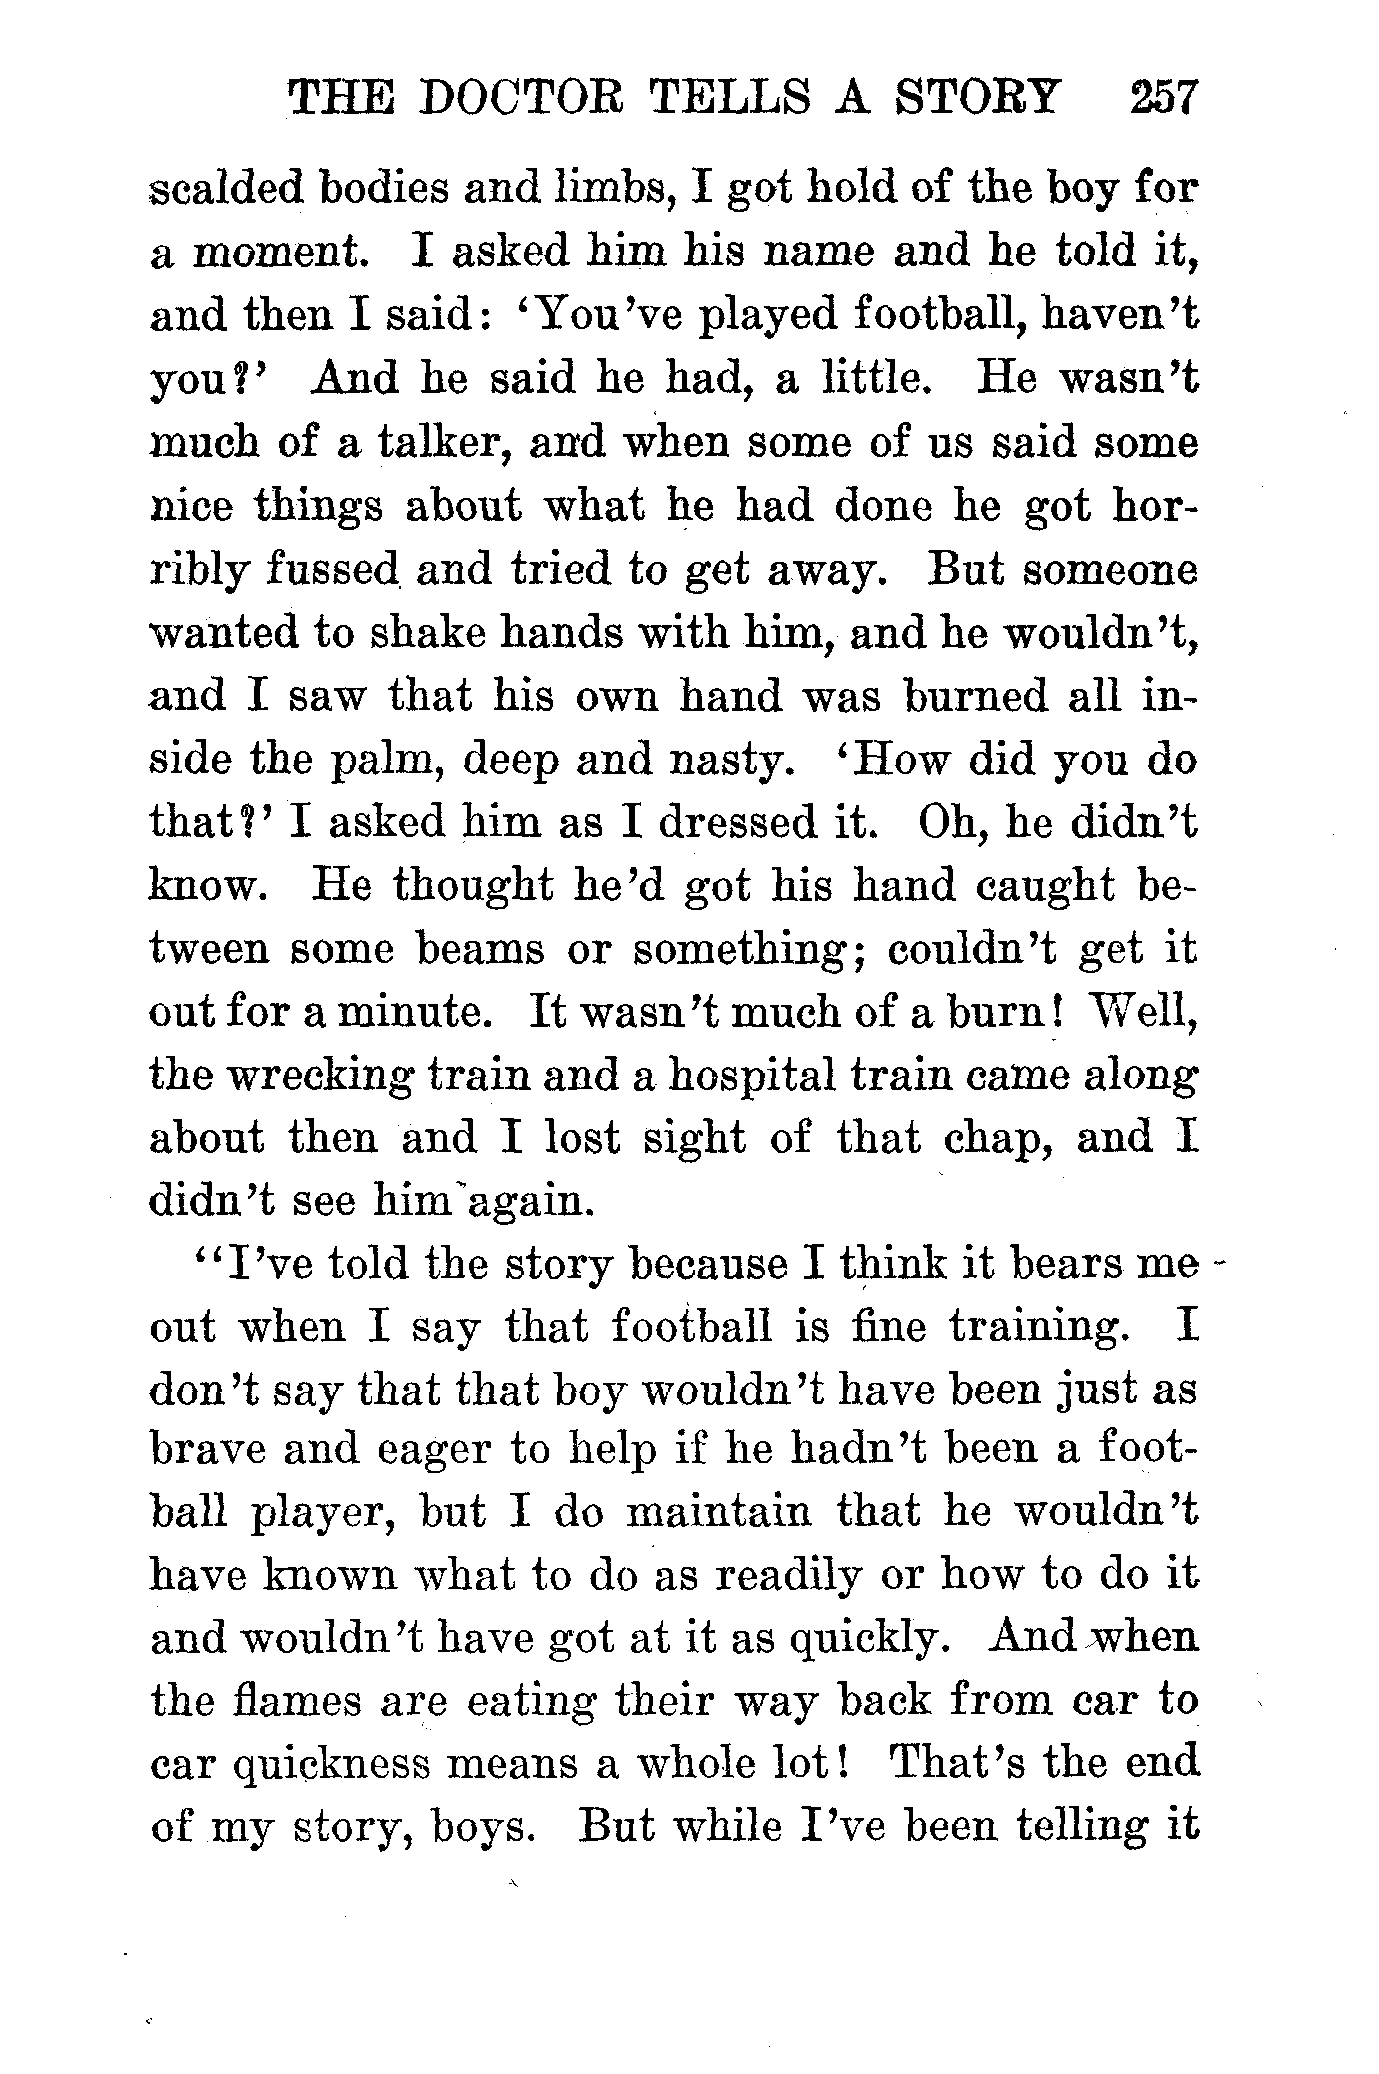 THE DOCTOR TELLS A STORY 257
scalded bodies and limbs, I got hold of the boy for
a moment. I asked him his name and he told it,
and then I said: ‘You’ve played football, haven’t
you?’ And he said he had, a little. He wasn’t
much of a talker, and when some of us said some
nice things about what he had done he got hor-
ribly fussed and tried to get away. But someone
wanted to shake hands with him, and he wouldn’t,
and I saw that his own hand was burned all in-
side the palm, deep and nasty. ‘How did you do
that?’ I asked him as I dressed it. Oh, he didn’t
know. He thought he’d got his hand caught be-
tween some beams or something; couldn’t get it
out for a minute. It wasn’t much of a burn! Well,
the wrecking train and a hospital train came along
about then and I lost sight of that chap, and I
didn’t see him again.
“I’ve told the story because I think it bears me
out when I say that football is fine training. I
don’t say that that boy wouldn’t have been just as
brave and eager to help if he hadn’t been a foot-
ball player, but I do maintain that he wouldn’t
have known what to do as readily or how to do it
and wouldn’t have got at it as quickly. And when
the flames are eating their way back from car to
car quickness means a whole lot! That’s the end
of my story, boys. But while I’ve been telling it